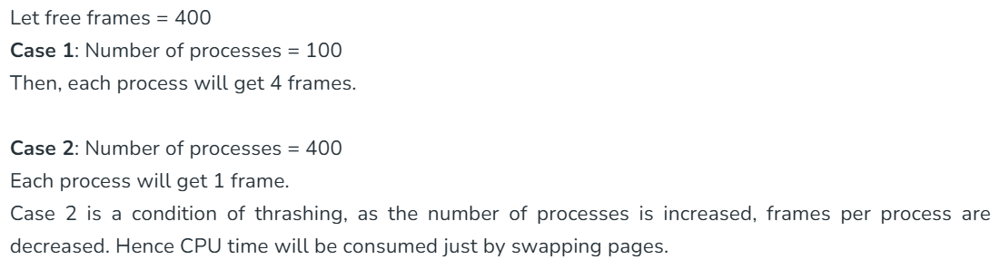 Let free frames = 400
Case 1: Number of processes = 100
Then, each process will get 4 frames.
Case 2: Number of processes = 400
Each process will get 1 frame.
Case 2 is a condition of thrashing, as the number of processes is increased, frames per process are
decreased. Hence CPU time will be consumed just by swapping pages.